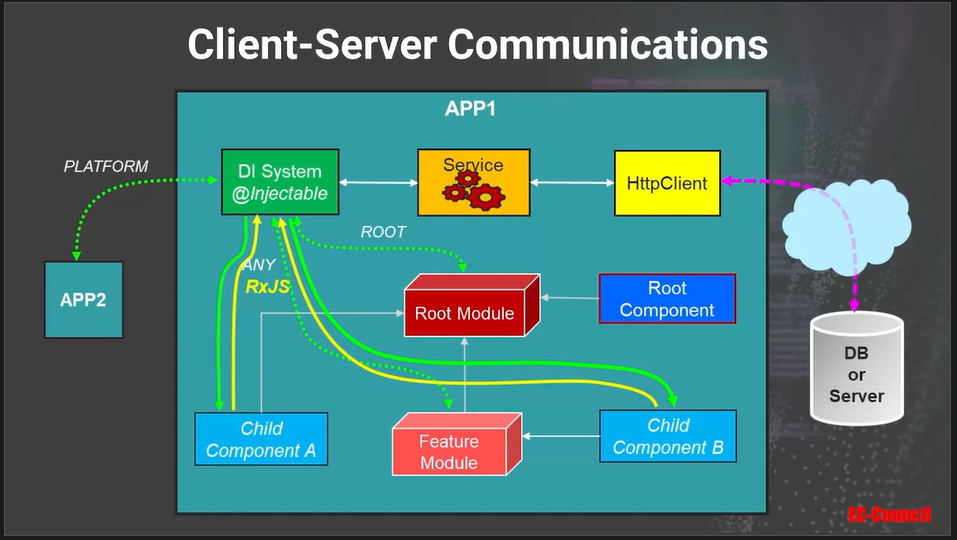 Client-Server Communications
APP1
PLATFORM
DI System
@Injectable
Service
HttpClient
ROOT
ANY
RxJS
APP2
Root Module
Root
Component
DB
or
Server
Child
Component A
Feature
Module
Child
Component B
EC-Council